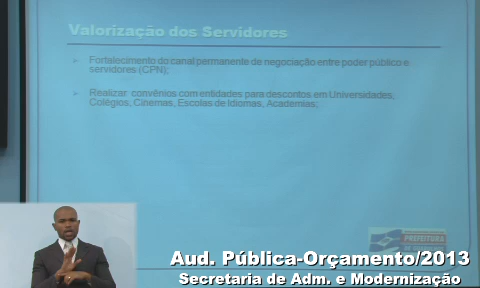 Valorização dos Servidores
Fortalecimento do canal permanente de negociação entre poder público e
servidores (CPN);
Realizar convênios com entidades para descontos em Universidades,
Colégios; Cinemas, Escolas de Idiomas, Academias;
PREFEITURA
Aud. Pública-Orçamento/2013
Secretaria de Adm. e Modernização